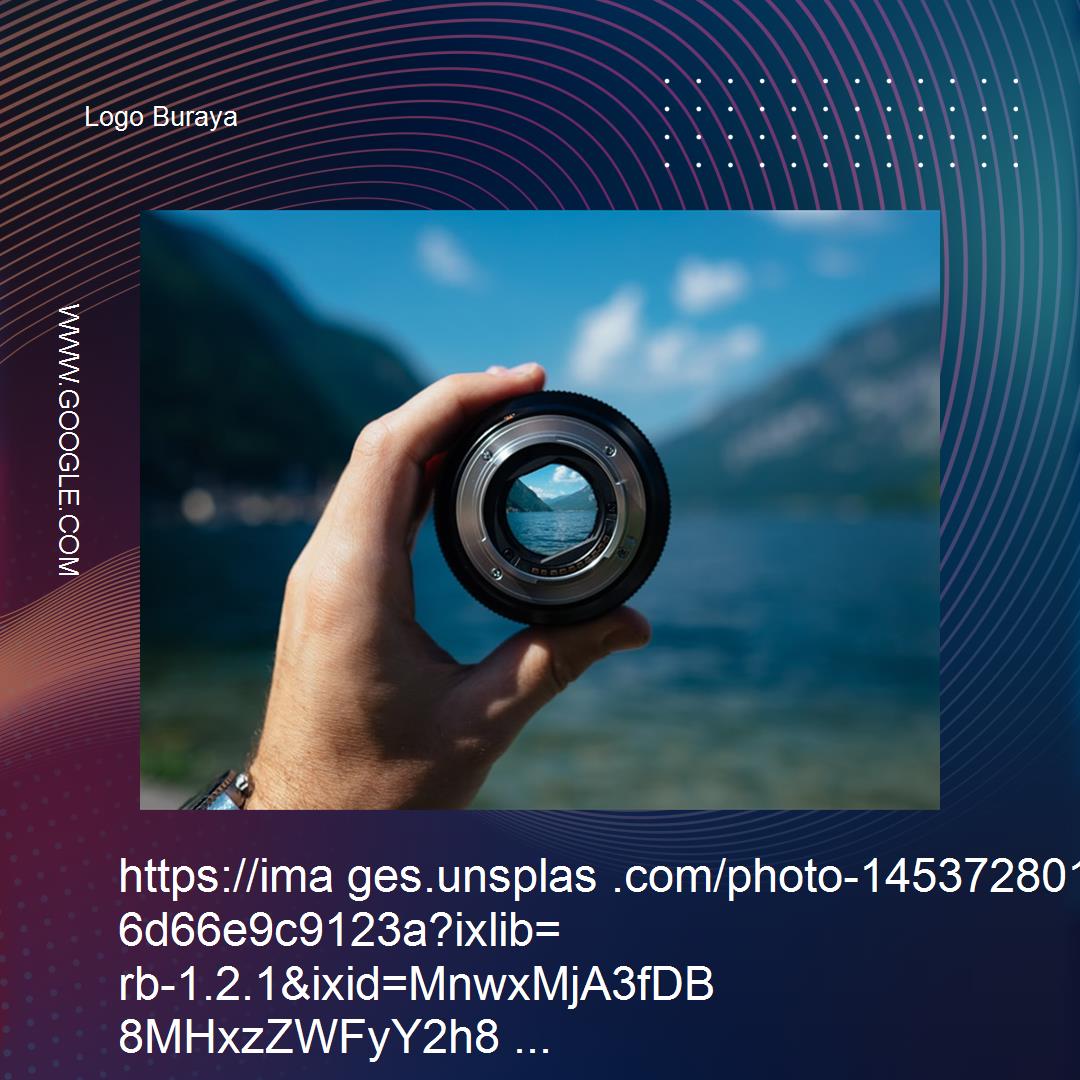 Logo Buraya
WWW.GOOGLE.COM
https://ima ges.unsplas .com/photo-145372801
6d66e9c9123a?ixlib=
rb-1.2.1&ixid=MnwxMjA3fDB
8MHxzZWFyY2h8 ...